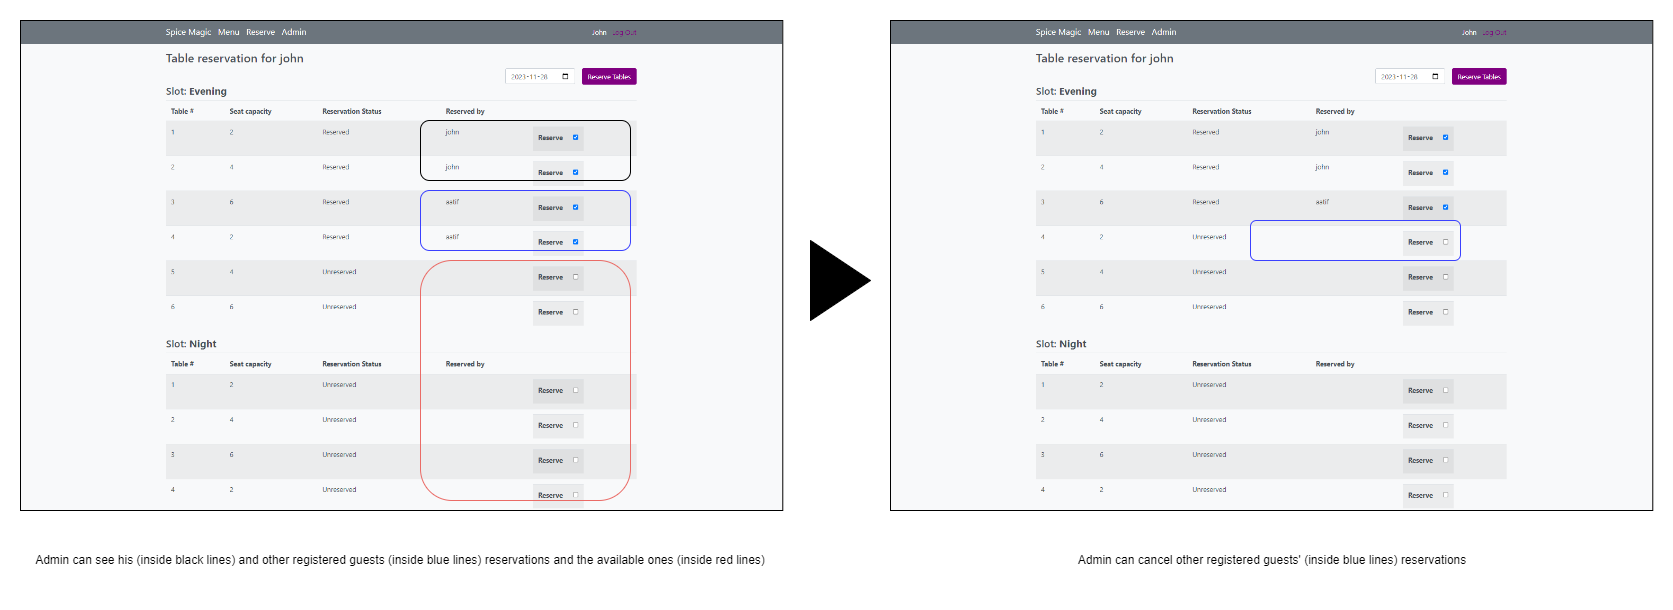 Spice Magic Menu Reserve Admin John Log Out
Table reservation for john
2023-11-28 Reserve Tables
Slot: Evening
Table # Seat capacity Reservation Status Reserved by
1 2 Reserved john Reserve
2 4 Reserved john Reserve
3 6 Reserved aatif Reserve
4 2 Reserved aatif Reserve
5 4 Unreserved Reserve
6 6 Unreserved Reserve
Slot: Night
Table # Seat capacity Reservation Status Reserved by
1 2 Unreserved Reserve
2 4 Unreserved Reserve
3 6 Unreserved Reserve
4 2 Unreserved Reserve
Admin can see his (inside black lines) and other registered guests (inside blue lines) reservations and the available ones (inside red lines)
Spice Magic Menu Reserve Admin John Log Out
Table reservation for john
2023-11-28 Reserve Tables
Slot: Evening
Table # Seat capacity Reservation Status Reserved by
1 2 Reserved john Reserve
2 4 Reserved john Reserve
3 6 Reserved aatif Reserve
4 2 Unreserved Reserve
5 4 Unreserved Reserve
6 6 Unreserved Reserve
Slot: Night
Table # Seat capacity Reservation Status Reserved by
1 2 Unreserved Reserve
2 4 Unreserved Reserve
3 6 Unreserved Reserve
4 2 Unreserved Reserve
Admin can cancel other registered guests' (inside blue lines) reservations